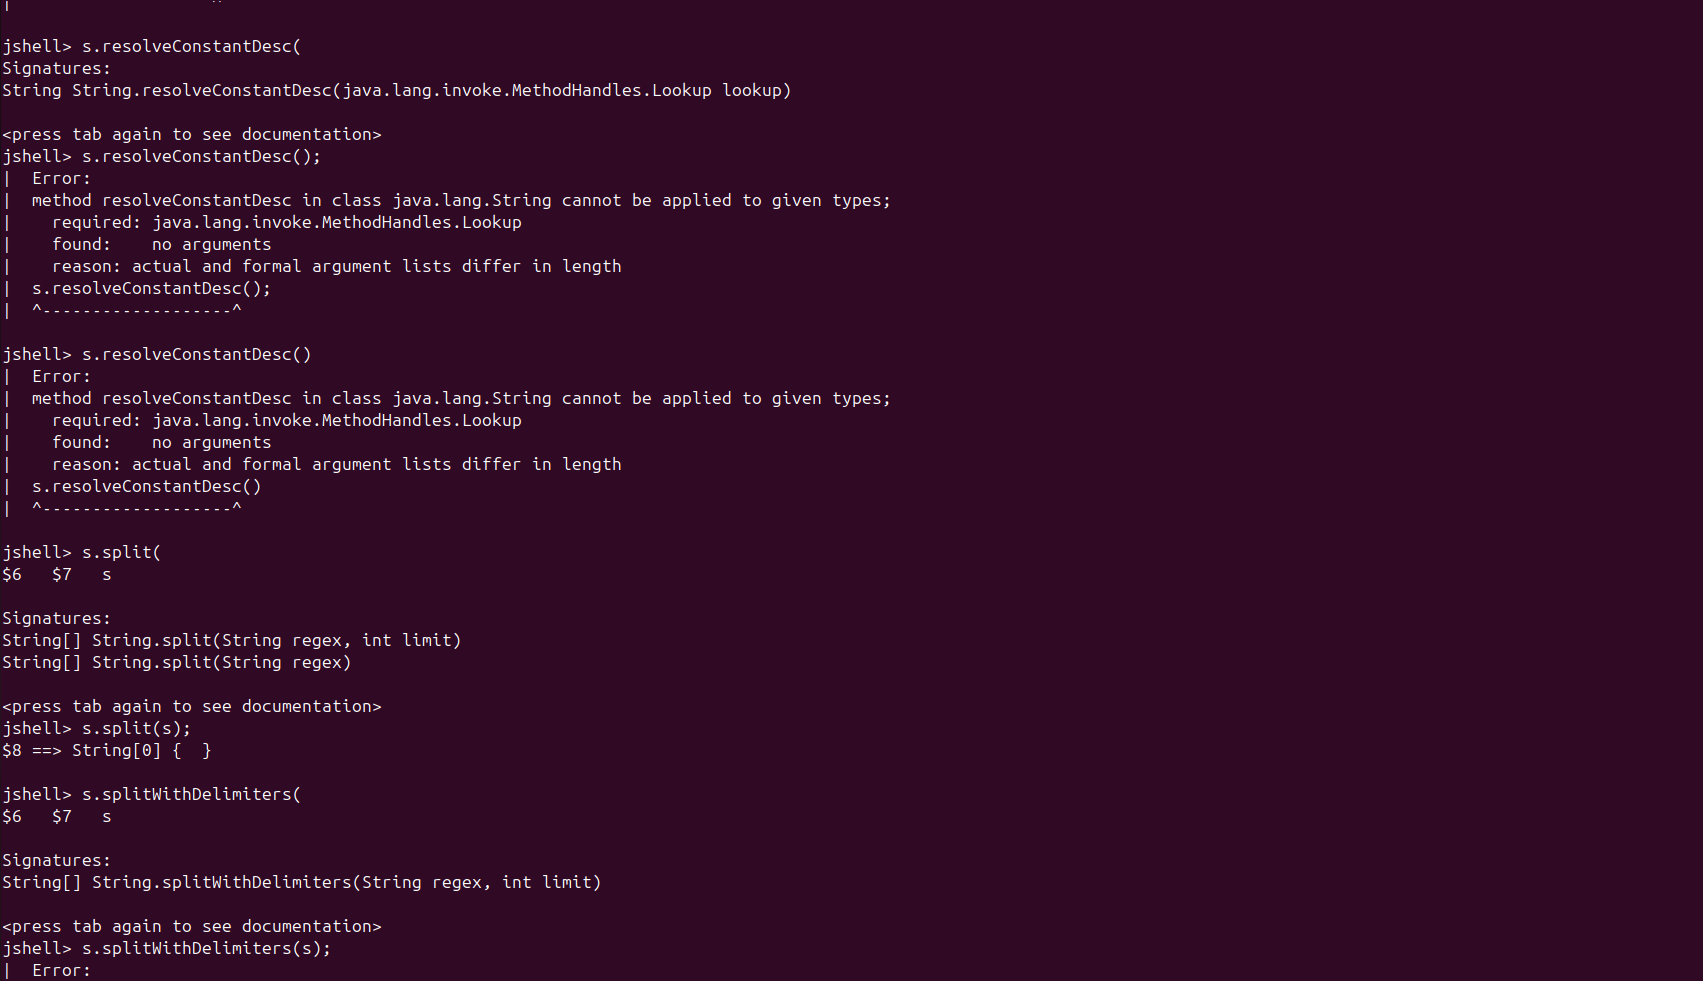 |
jshell> s.resolveConstantDesc(
Signatures:
String String.resolveConstantDesc(java.lang.invoke.MethodHandles.Lookup lookup)
<press tab again to see documentation>
jshell> s.resolveConstantDesc();
|  Error:
|  method resolveConstantDesc in class java.lang.String cannot be applied to given types;
|    required: java.lang.invoke.MethodHandles.Lookup
|    found:    no arguments
|    reason: actual and formal argument lists differ in length
|  s.resolveConstantDesc();
|  ^-------------------^
jshell> s.resolveConstantDesc()
|  Error:
|  method resolveConstantDesc in class java.lang.String cannot be applied to given types;
|    required: java.lang.invoke.MethodHandles.Lookup
|    found:    no arguments
|    reason: actual and formal argument lists differ in length
|  s.resolveConstantDesc()
|  ^-------------------^
jshell> s.split(
$6   $7   s
Signatures:
String[] String.split(String regex, int limit)
String[] String.split(String regex)
<press tab again to see documentation>
jshell> s.split(s);
$8 ==> String[0] {  }
jshell> s.splitWithDelimiters(
$6   $7   s
Signatures:
String[] String.splitWithDelimiters(String regex, int limit)
<press tab again to see documentation>
jshell> s.splitWithDelimiters(s);
|  Error: